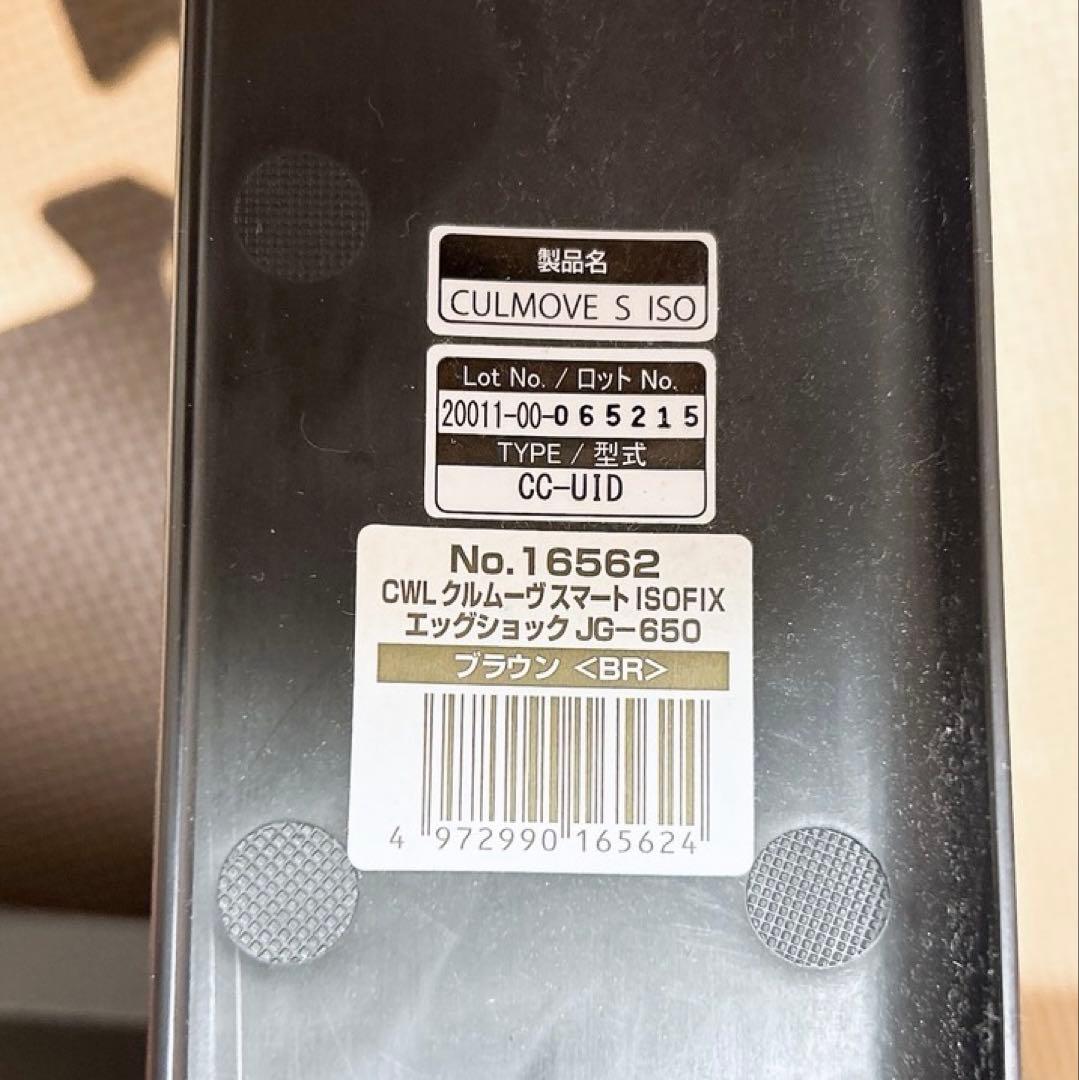 製品名
CULMOVE S ISO
Lot No. / ロット No.
20011-00-065215
TYPE / 型式
CC-UID
No.16562
CWL クルムーヴ スマート ISOFIX
エッグショック JG-650
ブラウン <BR>
4 972990 165624